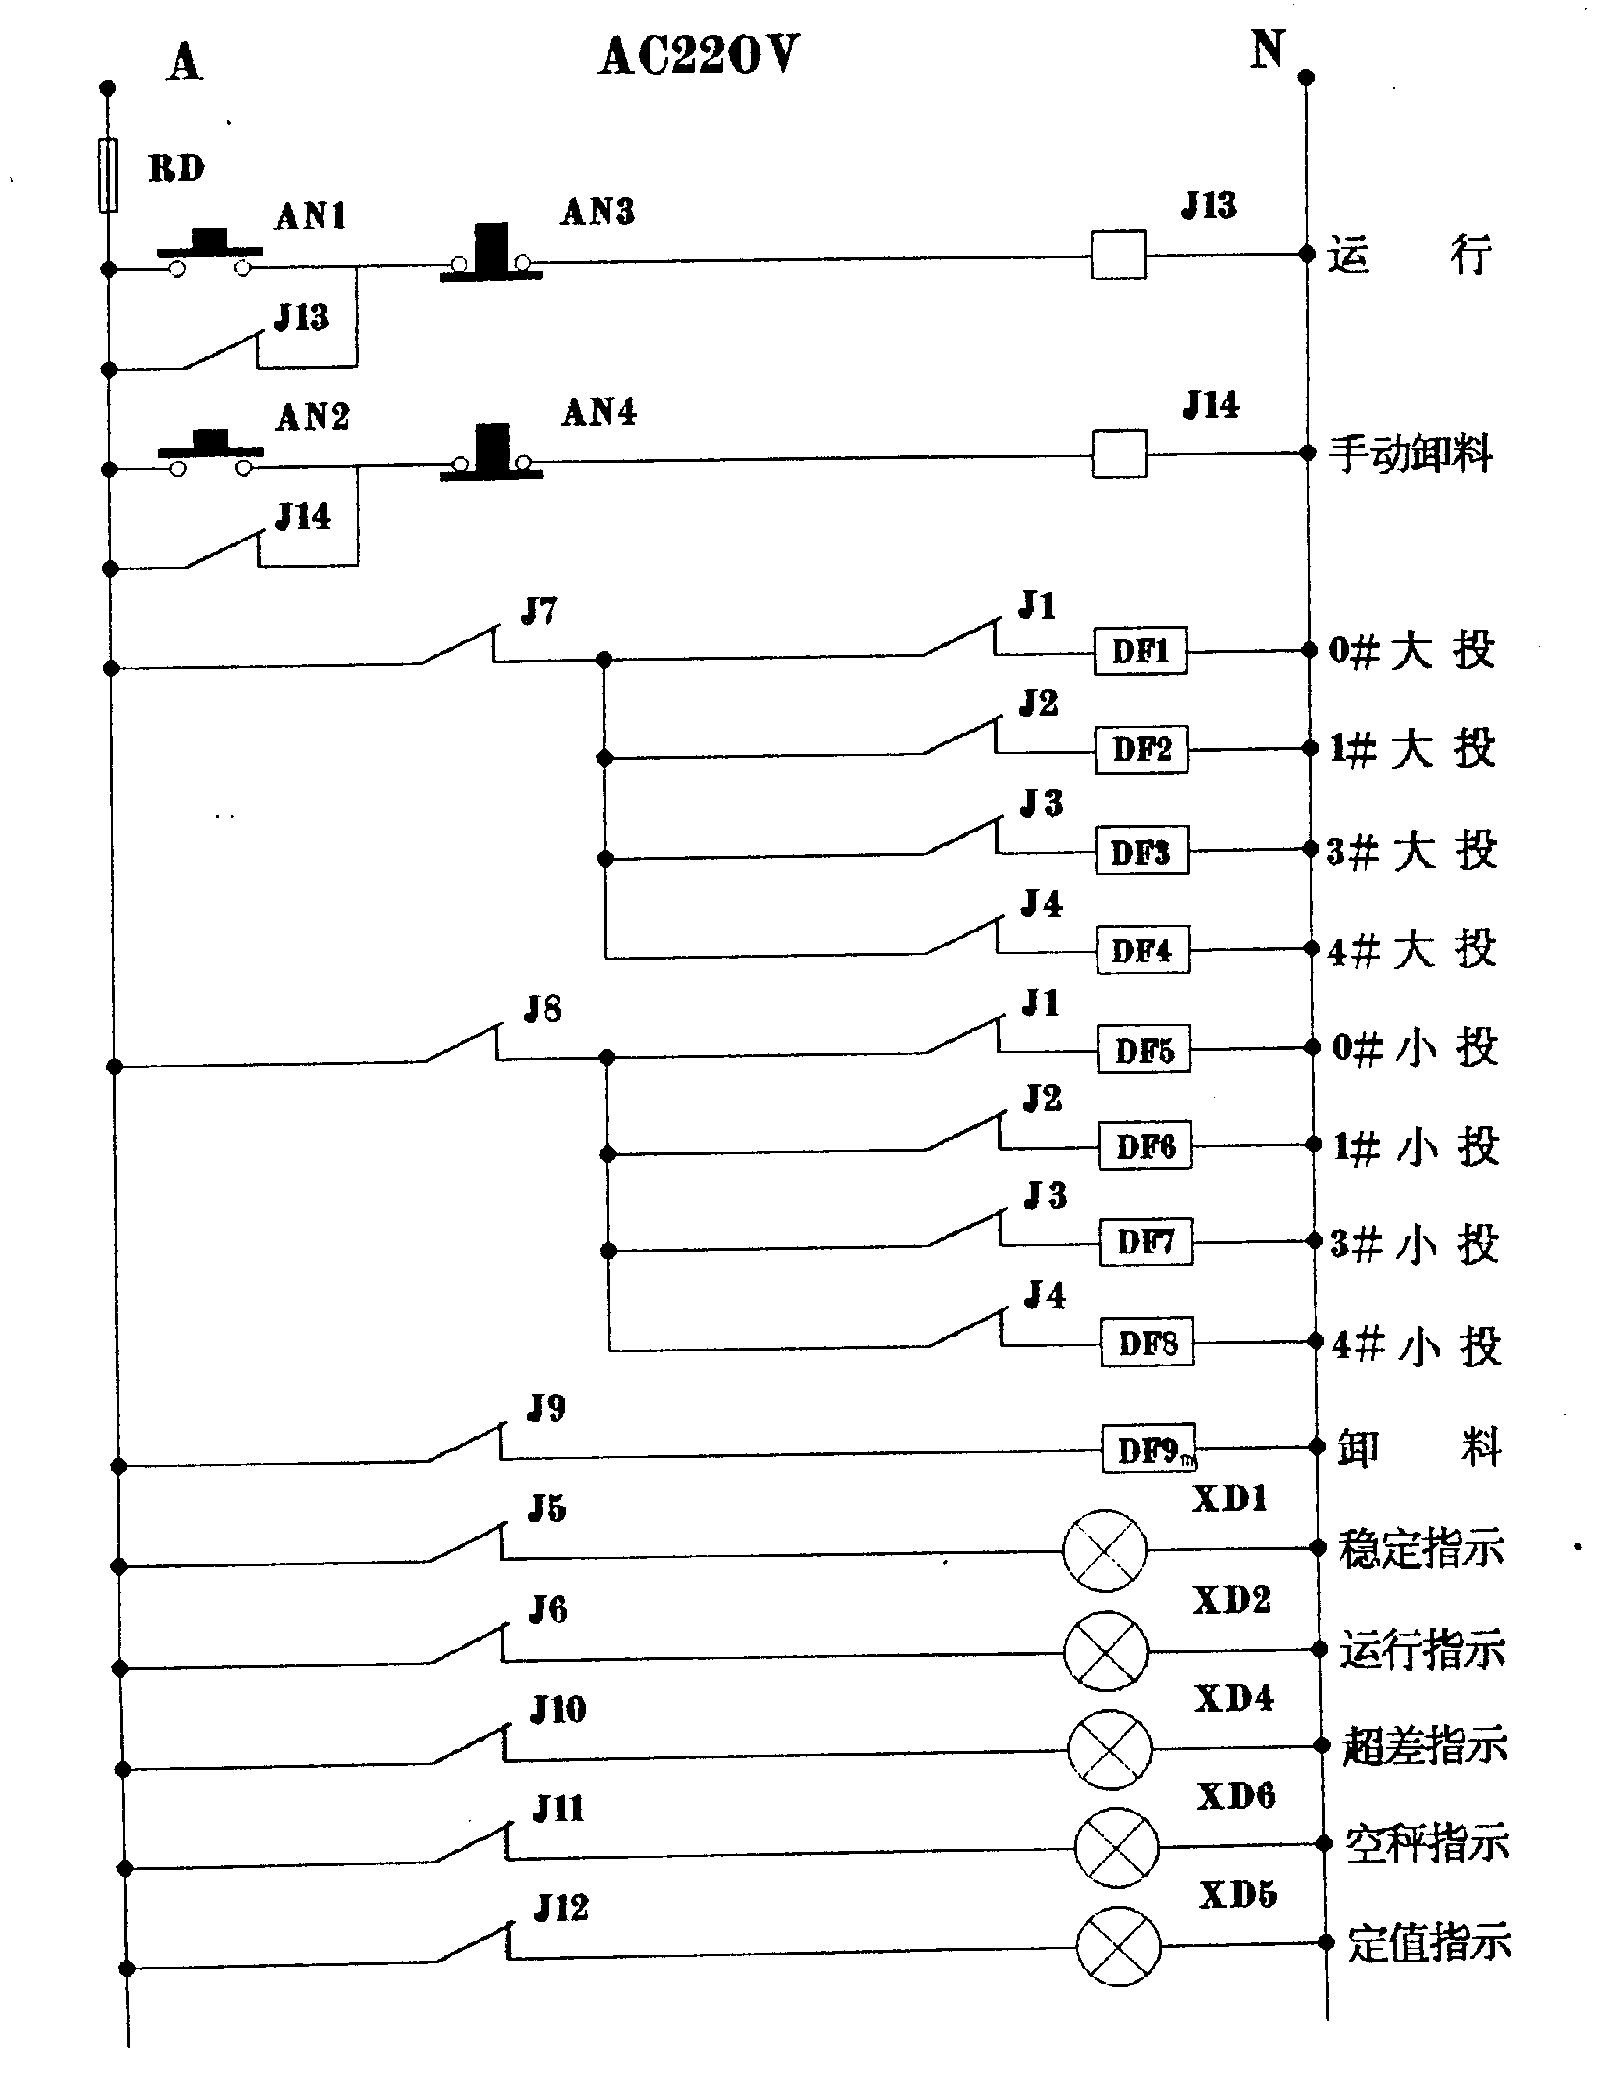 A AC220V N
RD
AN1 AN3 J13
运 行
J13
AN2 AN4 J14
手动卸料
J14
J7 J1
DF1 0# 大 投
J2
DF2 1# 大 投
J3
DF3 3# 大 投
J4
DF4 4# 大 投
J8 J1
DF5 0# 小 投
J2
DF6 1# 小 投
J3
DF7 3# 小 投
J4
DF8 4# 小 投
J9
DF9 卸 料
J5 XD1
稳定指示
J6 XD2
运行指示
J10 XD4
超差指示
J11 XD6
空秤指示
J12 XD5
定值指示